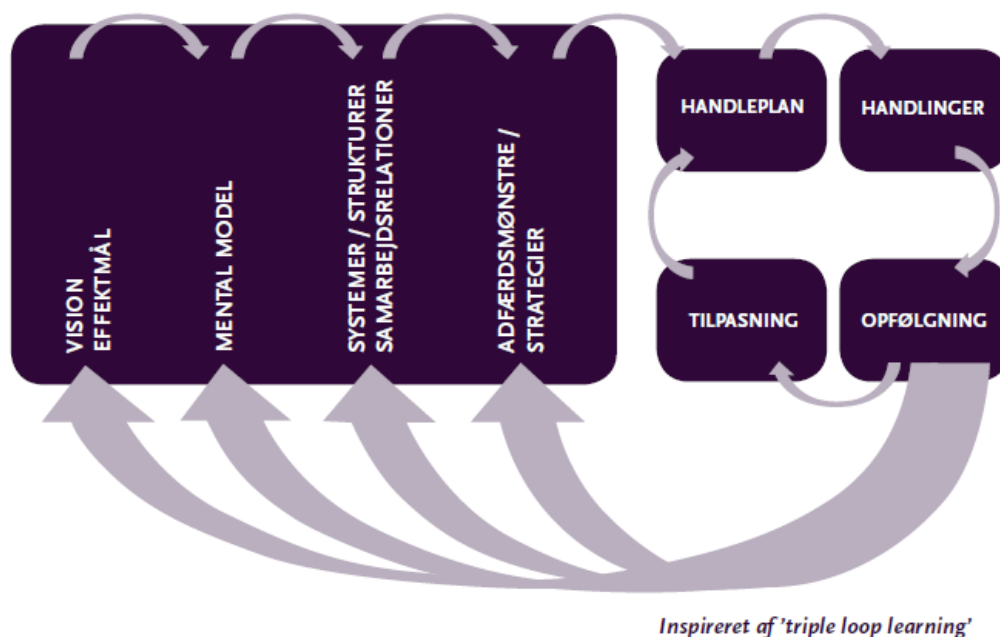 VISION
EFFEKTMÅL
MENTAL MODEL
SYSTEMER / STRUKTURER
SAMARBEJDSRELATIONER
ADFÆRDSMØNSTRE /
STRATEGIER
HANDLEPLAN
HANDLINGER
TILPASNING
OPFØLGNING
Inspireret af 'triple loop learning'